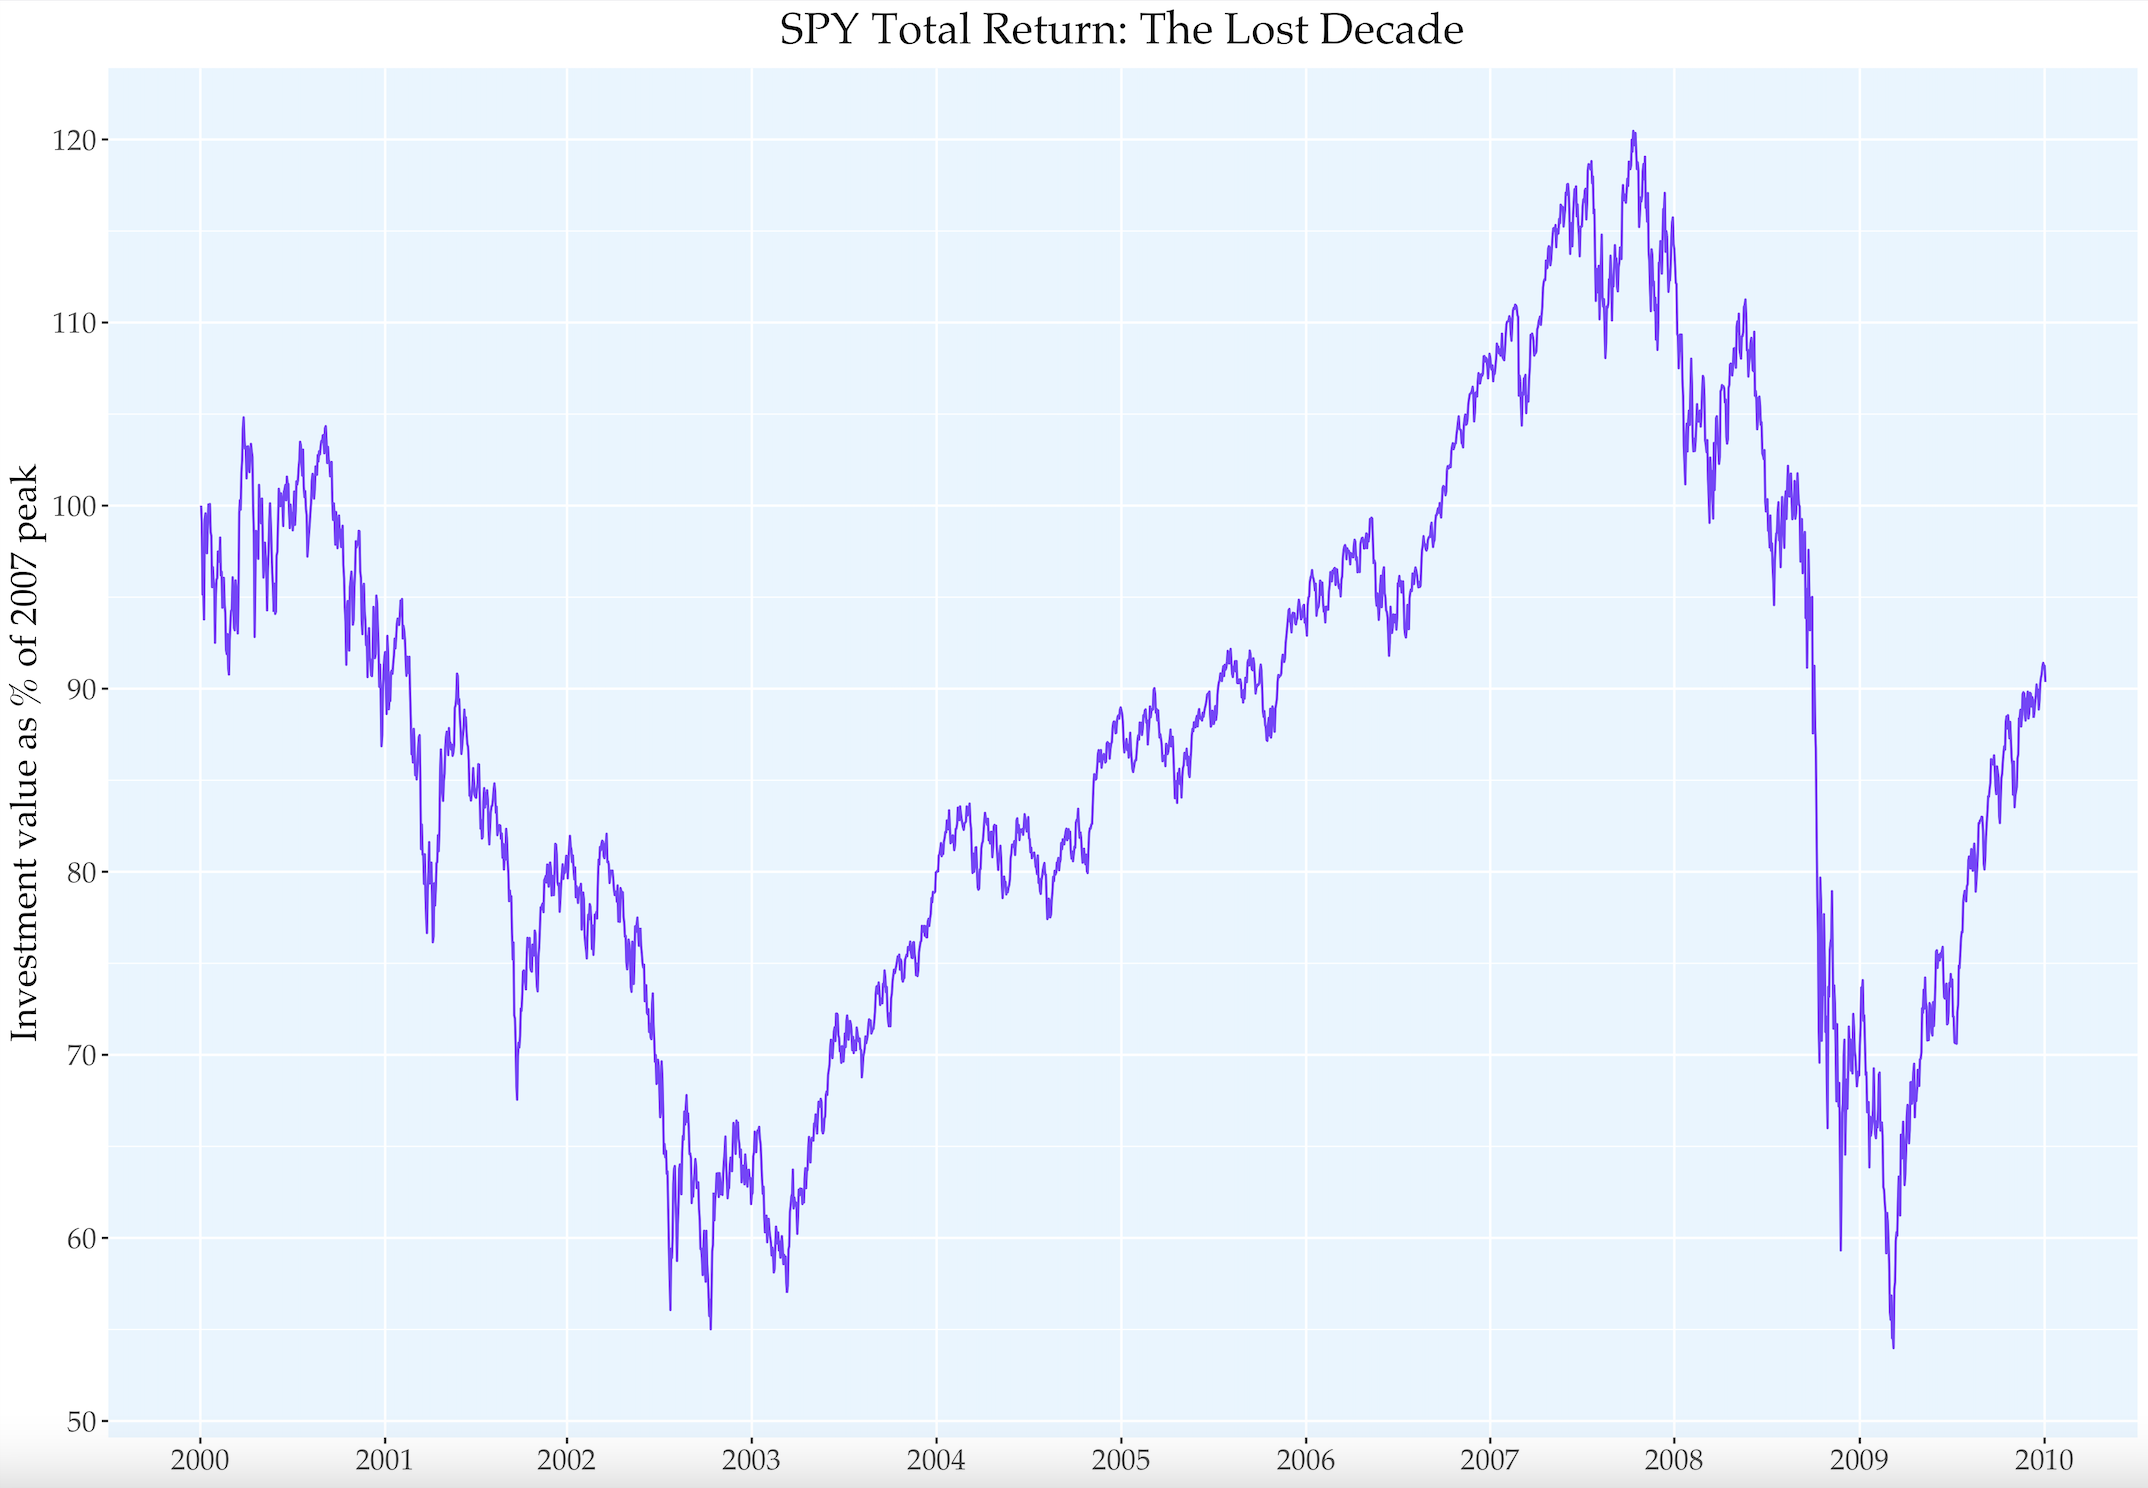 SPY Total Return: The Lost Decade
Investment value as % of 2007 peak
120
110
100
90
80
70
60
50
2000 2001 2002 2003 2004 2005 2006 2007 2008 2009 2010